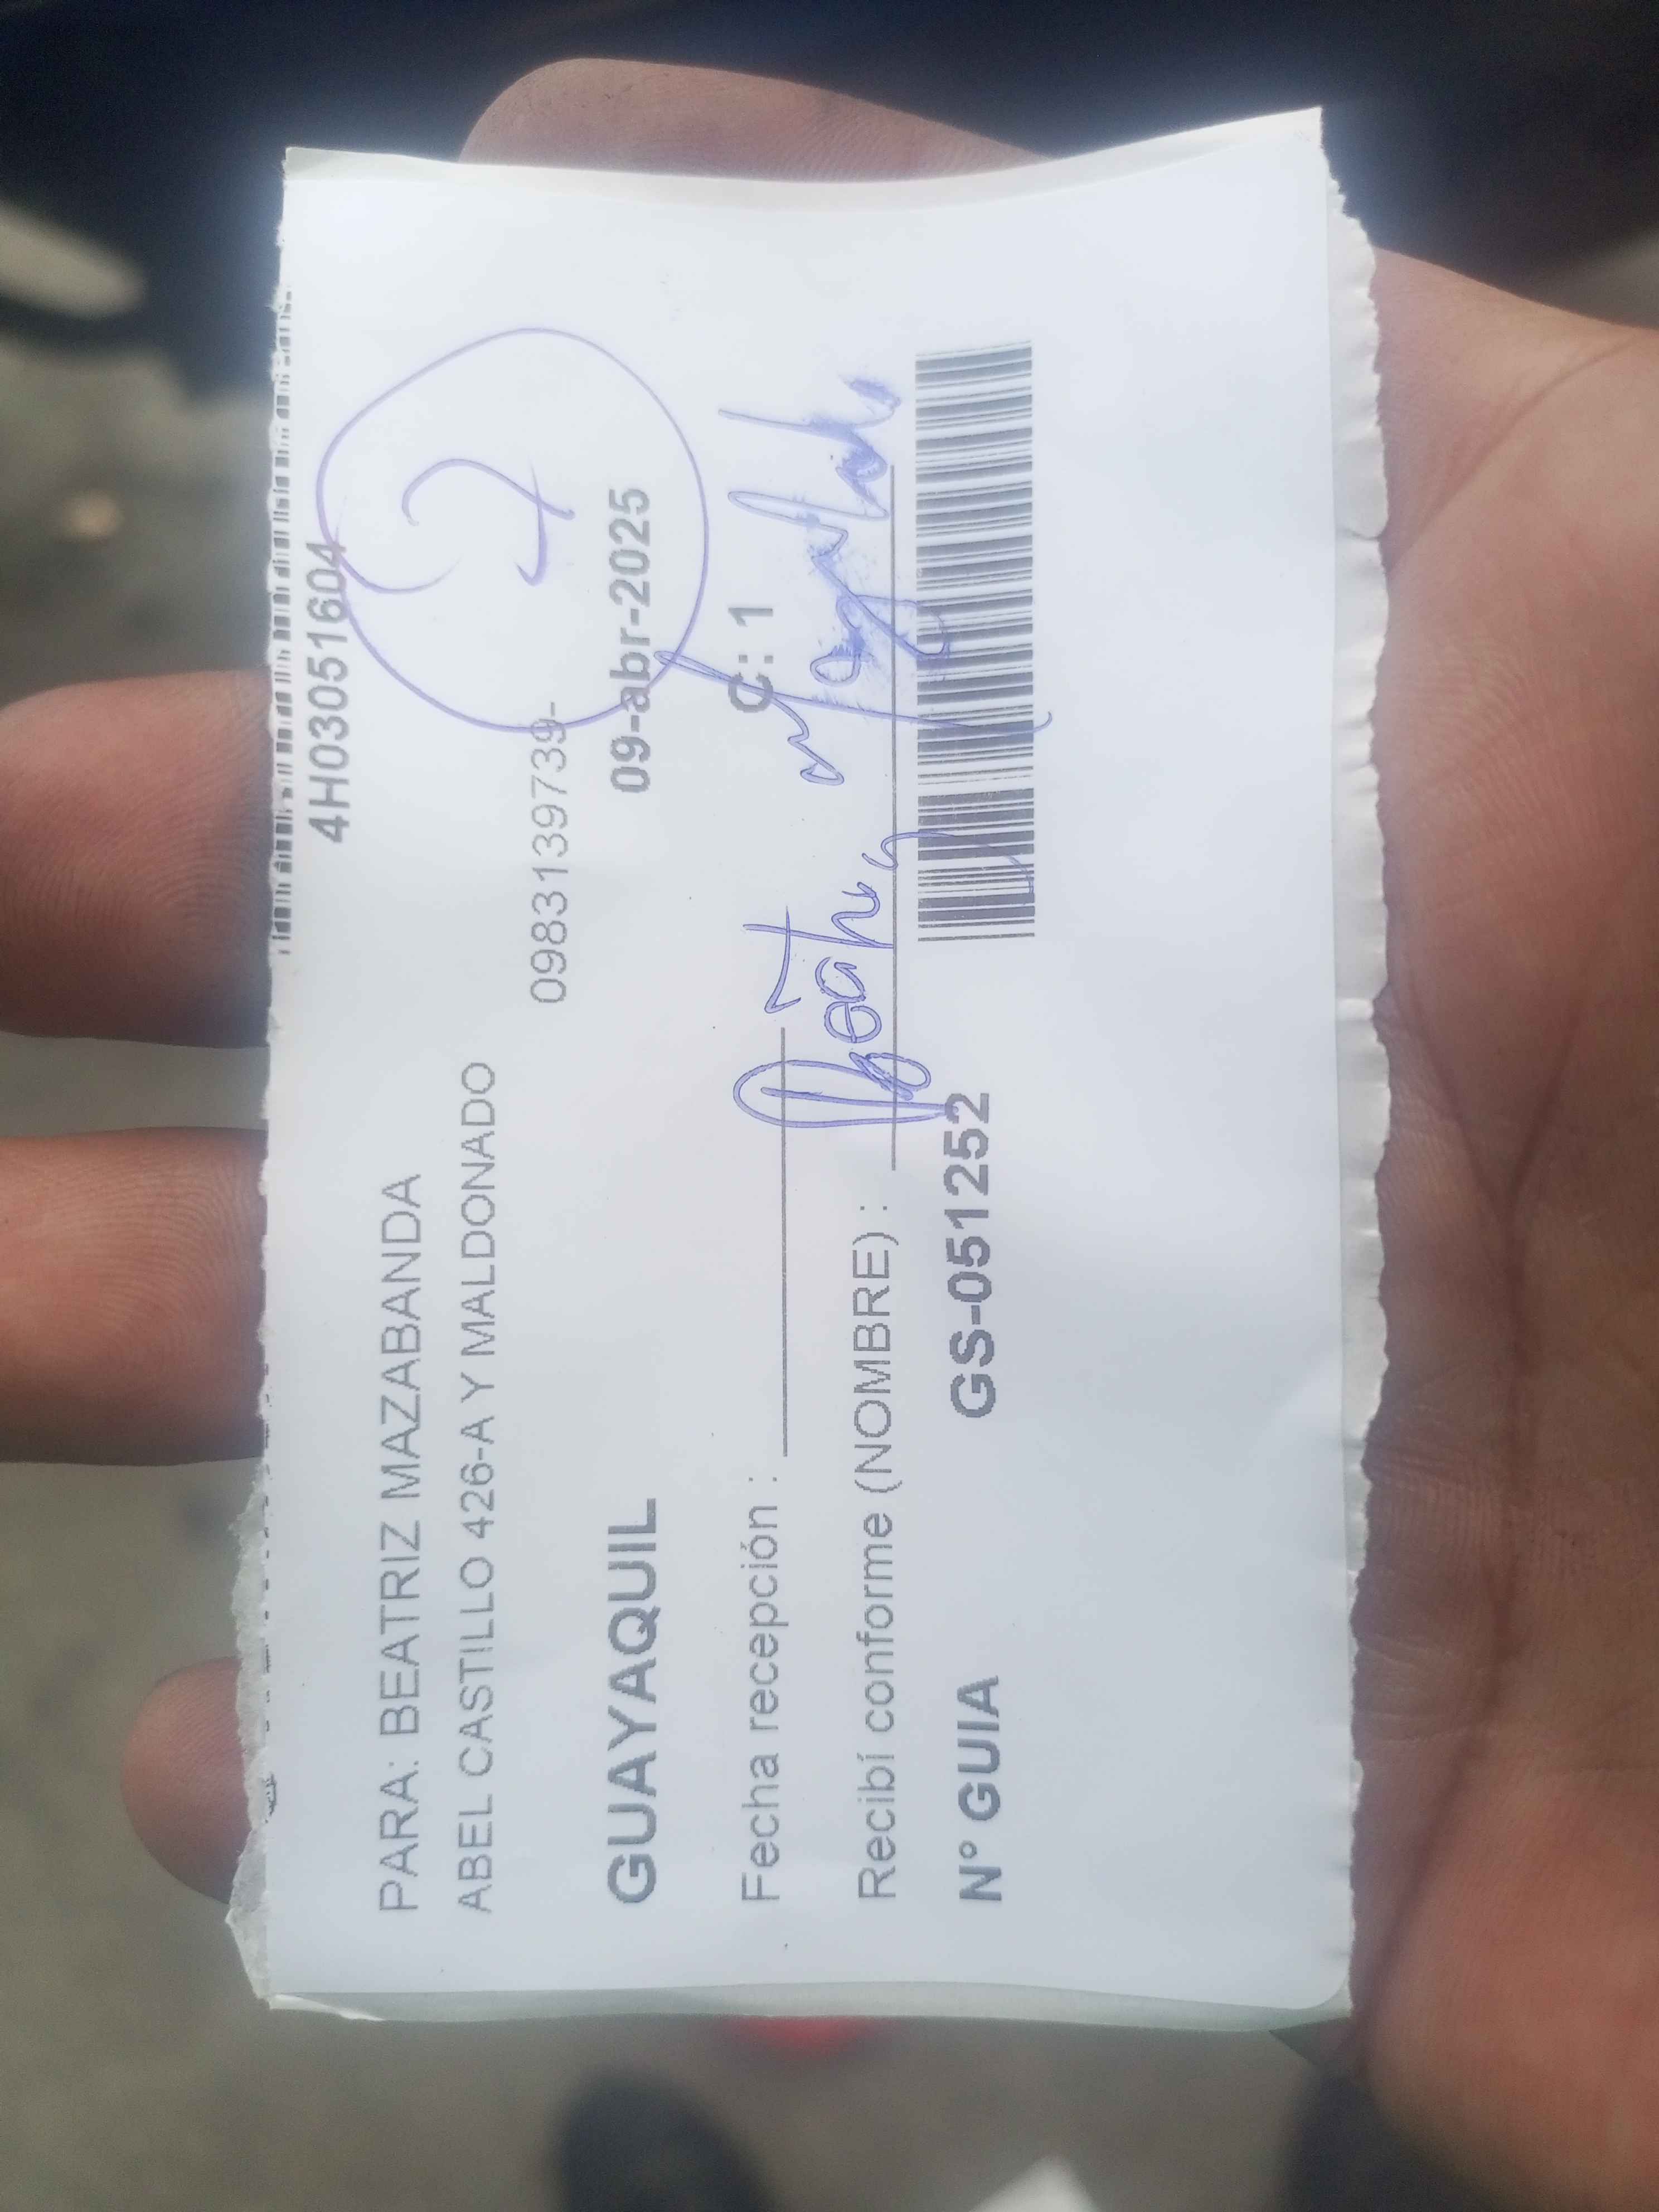 4H03051604
PARA: BEATRIZ MAZABANDA
ABEL CASTILLO 426-A Y MALDONADO
0983139739-
GUAYAQUIL 09-abr-2025
Fecha recepción : C: 1
Recibí conforme (NOMBRE) :
N° GUIA GS-051252